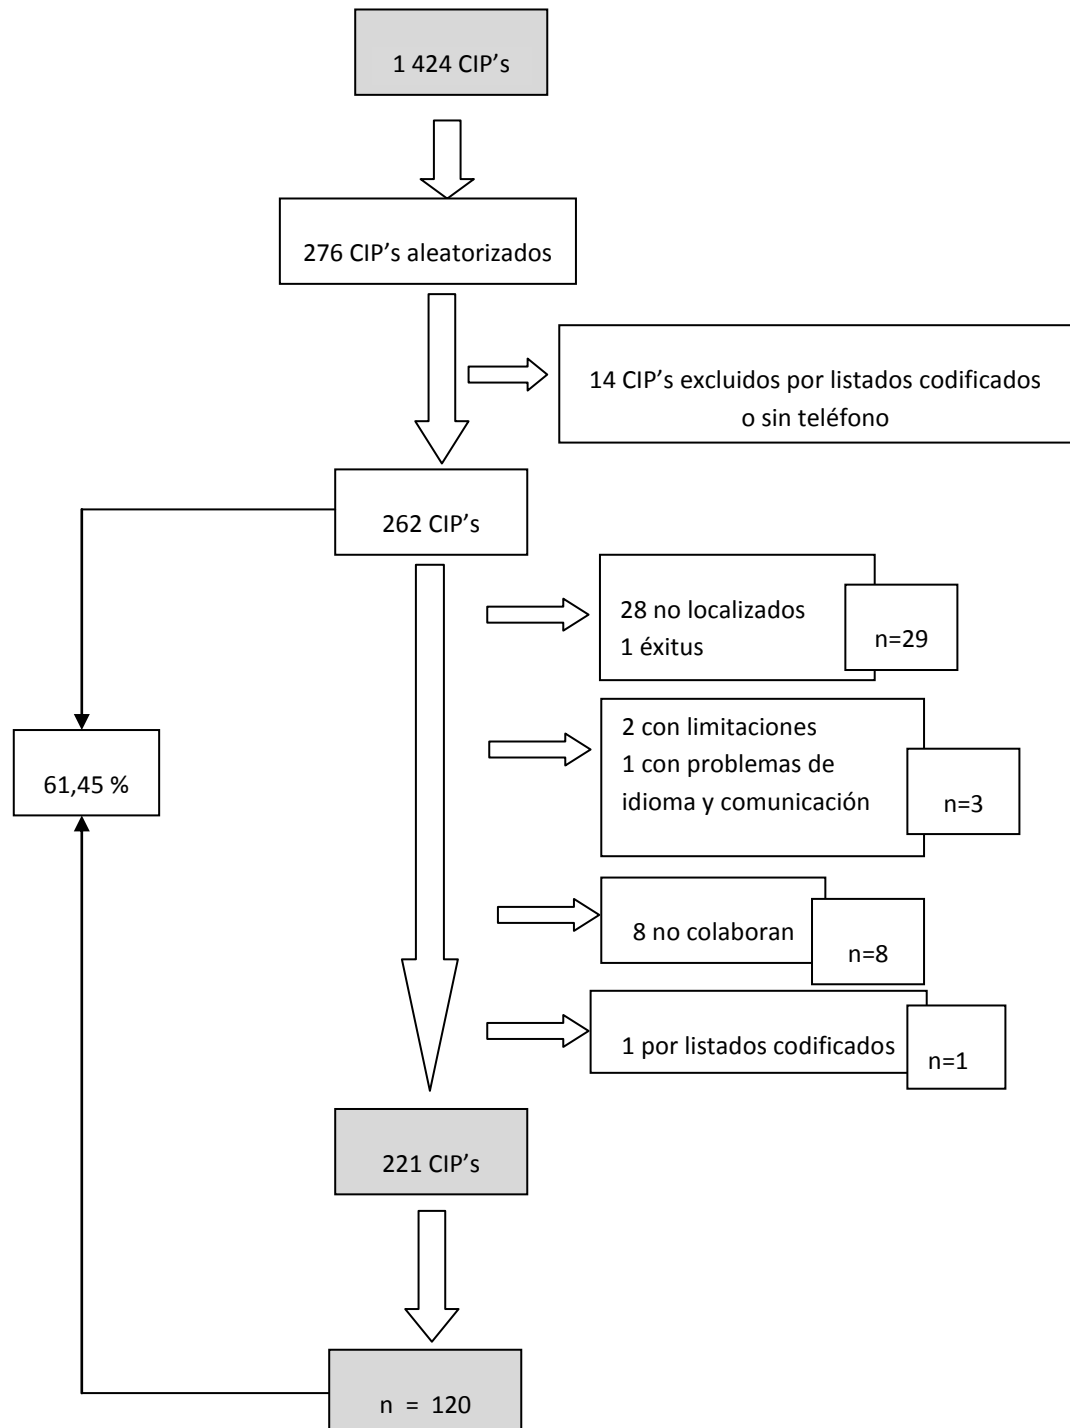 1 424 CIP’s
276 CIP’s aleatorizados
14 CIP’s excluidos por listados codificados
o sin teléfono
262 CIP’s
28 no localizados
1 éxitus
n=29
2 con limitaciones
1 con problemas de
idioma y comunicación
n=3
61,45 %
8 no colaboran
n=8
1 por listados codificados
n=1
221 CIP’s
n = 120